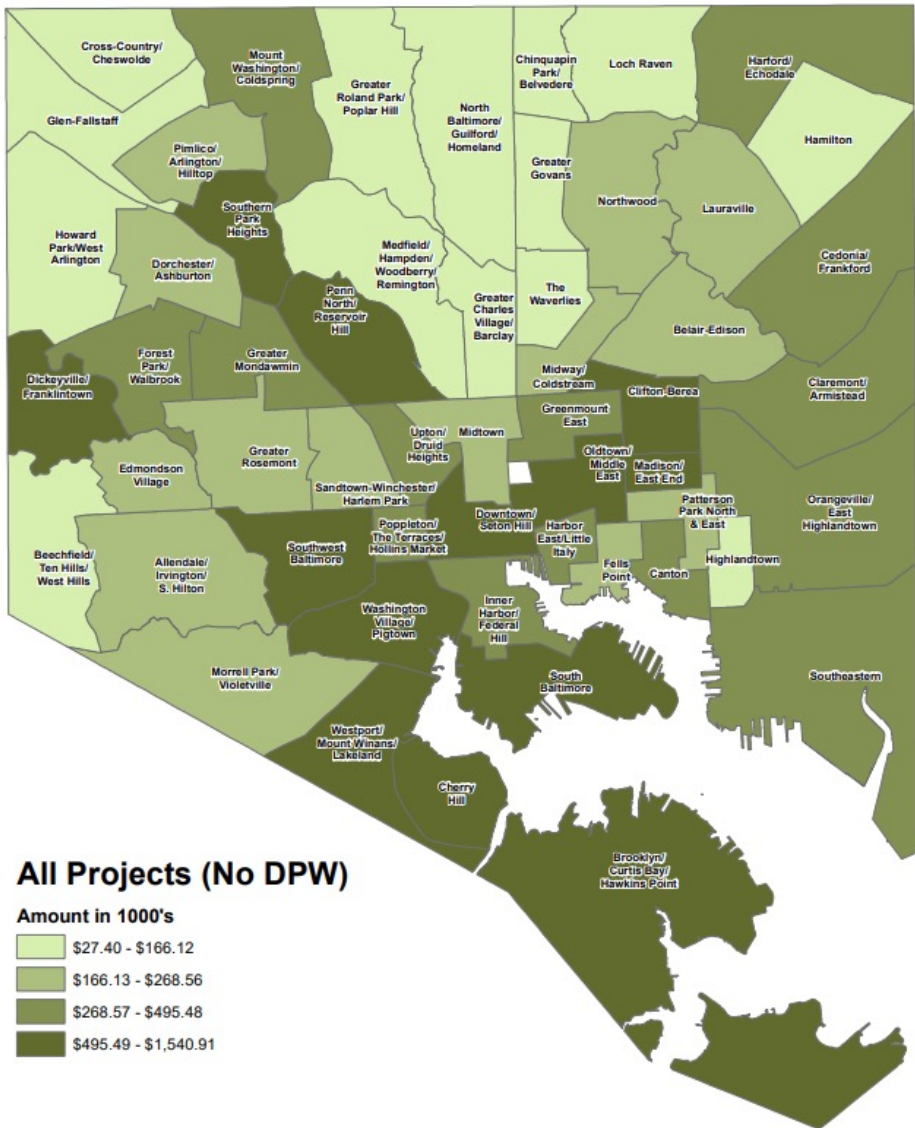 Cross-Country/
Cheswolde
Mount
Washington/
Coldspring
Greater
Roland Park/
Poplar Hill
North
Baltimore/
Guilford/
Homeland
Chinquapin
Park/
Belvedere
Loch Raven
Harford/
Echodale
Glen-Fallstaff
Pimlico/
Arlington/
Hilltop
Greater
Govans
Hamilton
Southern
Park
Heights
Northwood
Lauraville
Howard
Park/West
Arlington
Dorchester/
Ashburton
Medfield/
Hampden/
Woodberry/
Remington
Cedonia/
Frankford
Penn
North/
Reservoir
Hill
Greater
Charles
Village/
Barclay
The
Waverlies
Belair-Edison
Dickeyville/
Franklintown
Forest
Park/
Walbrook
Greater
Mondawmin
Midway/
Coldstream
Clifton-Berea
Claremont/
Armistead
Greenmount
East
Upton/
Druid
Heights
Midtown
Edmondson
Village
Greater
Rosemont
Oldtown/
Middle
East
Madison/
East End
Sandtown-Winchester/
Harlem Park
Patterson
Park North
& East
Orangeville/
East
Highlandtown
Poppleton/
The Terraces/
Hollins Market
Downtown/
Seton Hill
Harbor
East/Little
Italy
Beechfield/
Ten Hills/
West Hills
Allendale/
Irvington/
S. Hilton
Southwest
Baltimore
Fells
Point
Canton
Highlandtown
Washington
Village/
Pigtown
Inner
Harbor/
Federal
Hill
Morrell Park/
Violetville
South
Baltimore
Southeastern
Westport/
Mount Winans/
Lakeland
Cherry
Hill
Brooklyn/
Curtis Bay/
Hawkins Point
All Projects (No DPW)
Amount in 1000's
$27.40 - $166.12
$166.13 - $268.56
$268.57 - $495.48
$495.49 - $1,540.91